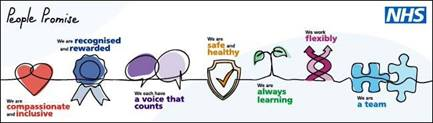 People Promise
NHS
We are
compassionate
and inclusive
We are
recognised
and rewarded
We each have
a voice that
counts
We are
safe and
healthy
We are
always
learning
We work
flexibly
We are
a team